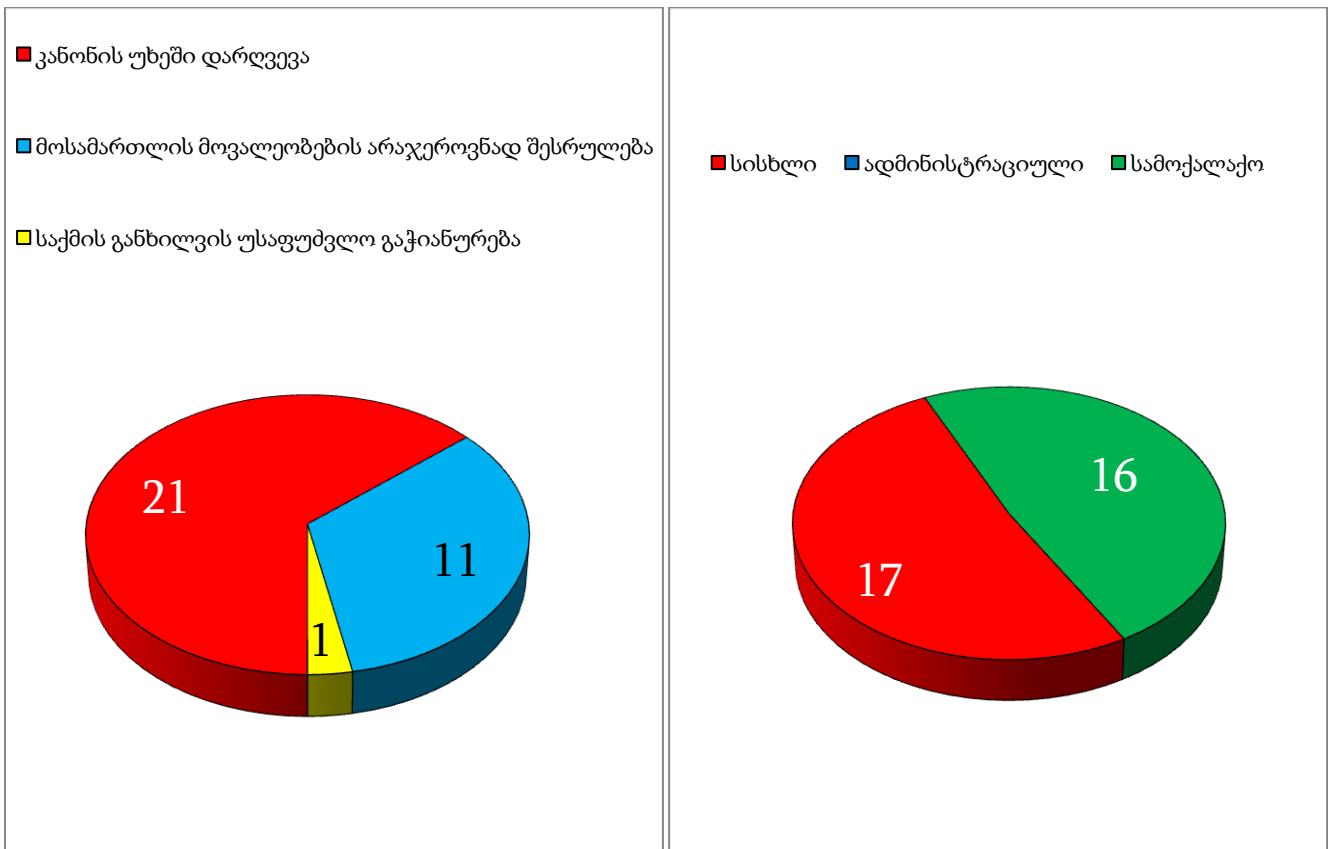 კანონის უხეში დარღვევა
მოსამართლის მოვალეობების არაჯეროვნად შესრულება
საქმის განხილვის უსაფუძვლო გაჭიანურება
21
11
1
სისხლი ადმინისტრაციული სამოქალაქო
16
17